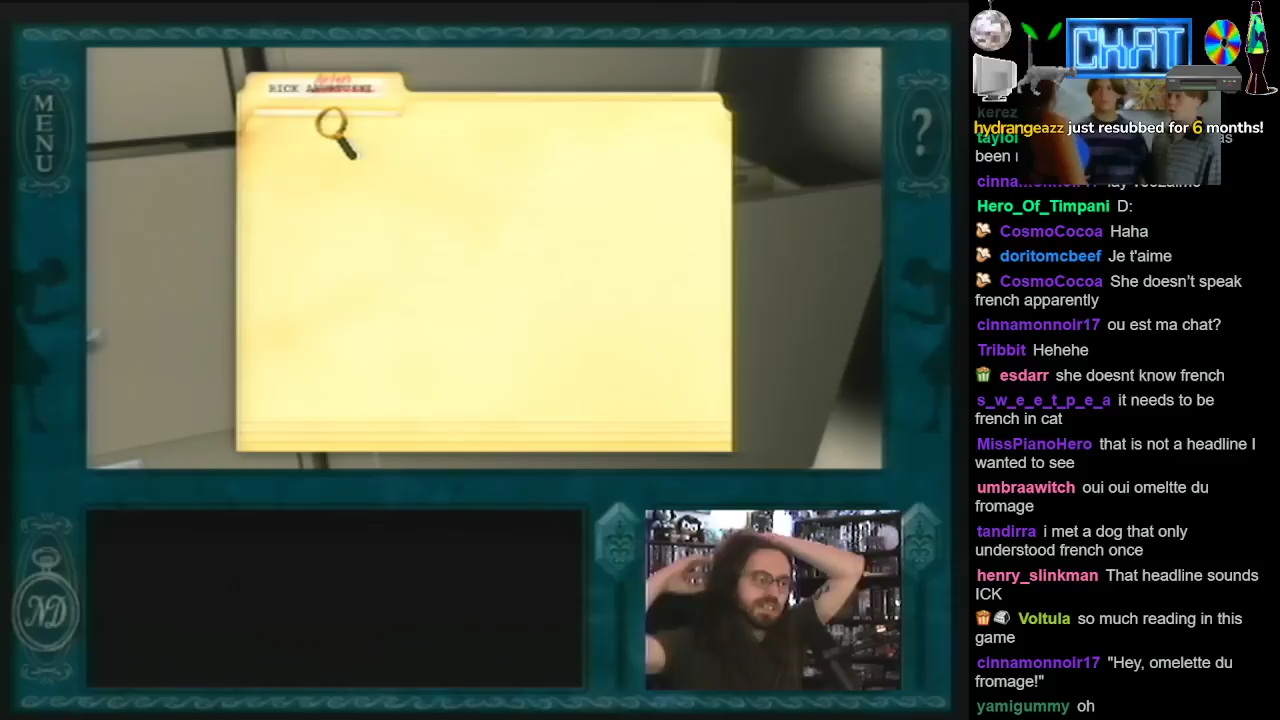 MENU
RICK
?
ND
CHAT
hydrangeazz just resubbed for 6 months!
been
Hero_Of_Timpani D:
CosmoCocoa Haha
doritomcbeef Je t'aime
CosmoCocoa She doesn't speak
french apparently
cinnamonnoir17 ou est ma chat?
Tribbit Hehehe
esdarr she doesnt know french
s_w_e_e_t_p_e_a it needs to be
french in cat
MissPianoHero that is not a headline I
wanted to see
umbraawitch oui oui omeltte du
fromage
tandirra i met a dog that only
understood french once
henry_slinkman That headline sounds
ICK
Voltula so much reading in this
game
cinnamonnoir17 "Hey, omelette du
fromage!"
yamigummy oh